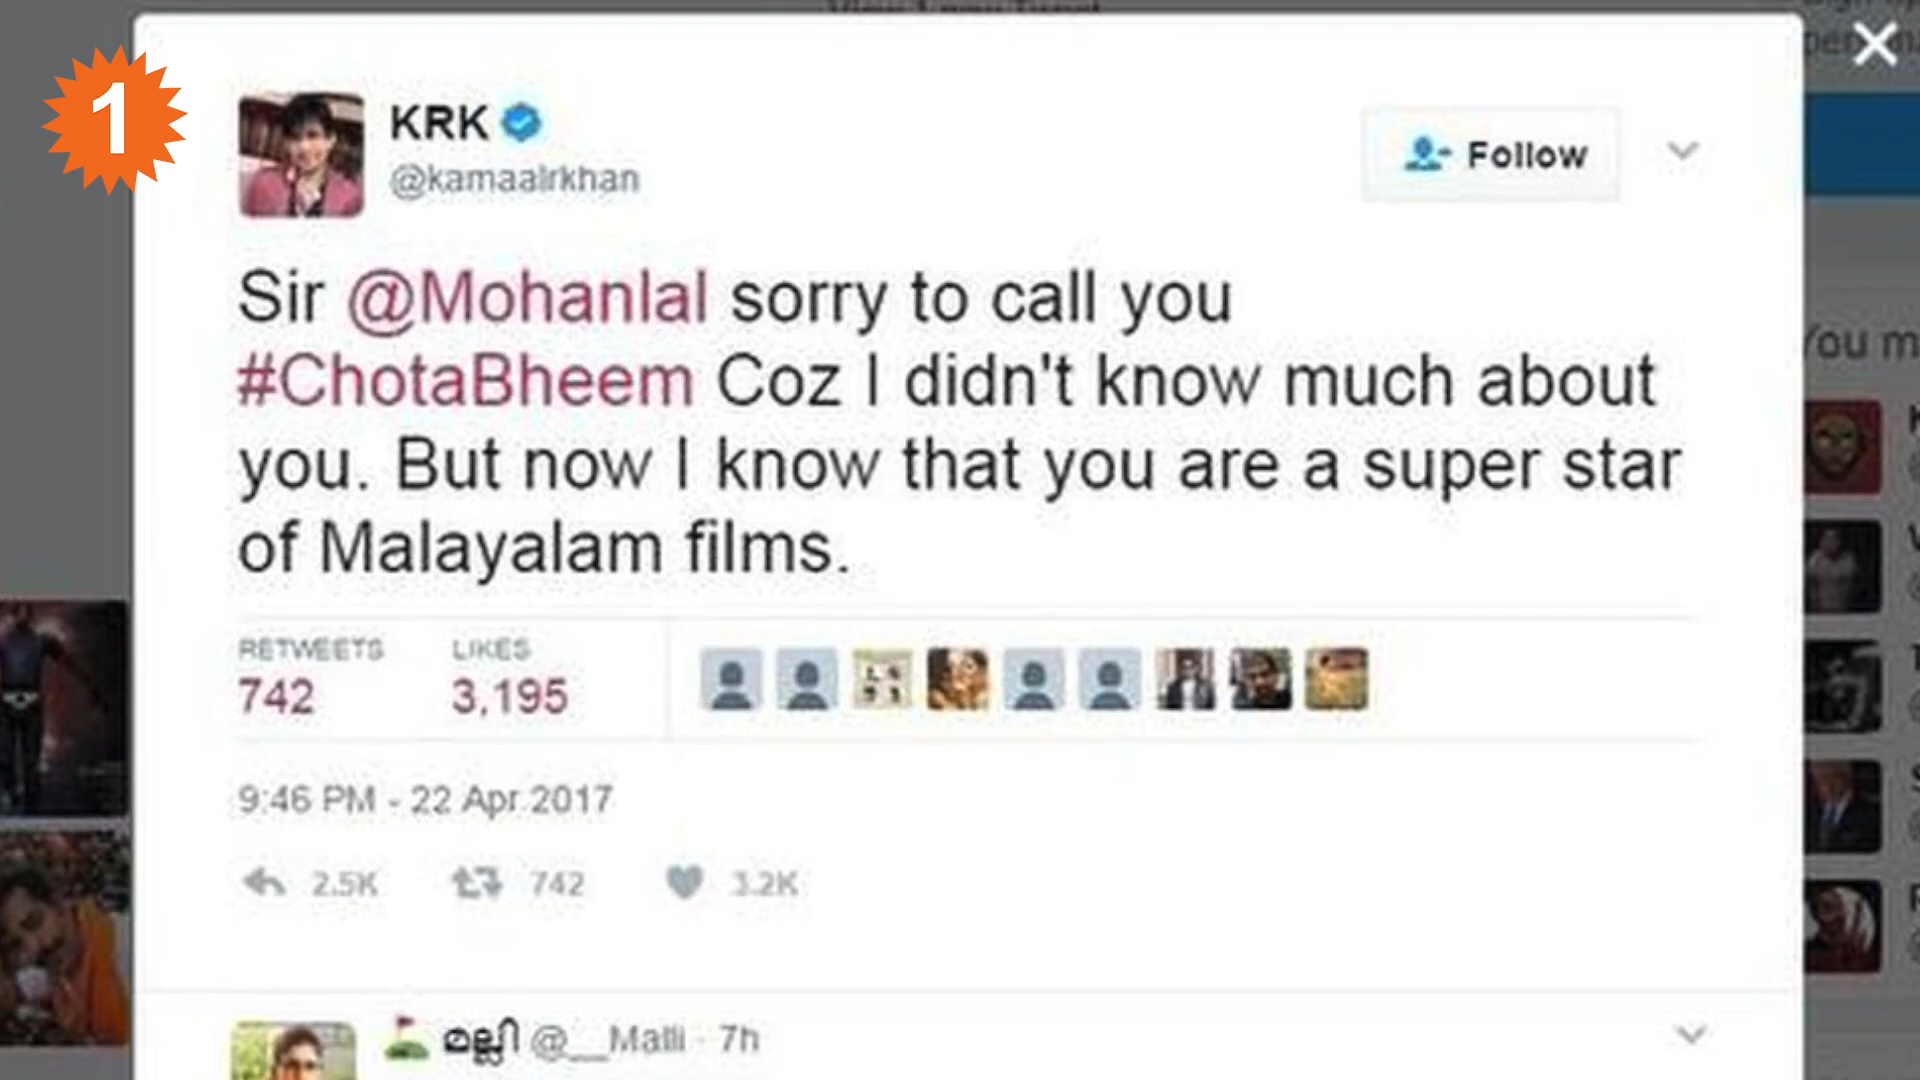 1
KRK
@kamaalrkhan
Follow
Sir @Mohanlal sorry to call you
#ChotaBheem Coz I didn't know much about
you. But now I know that you are a super star
of Malayalam films.
RETWEETS LIKES
742 3,195
9:46 PM - 22 Apr 2017
2.5K 742 3.2K
മല്ലി @__Malli · 7h
You m